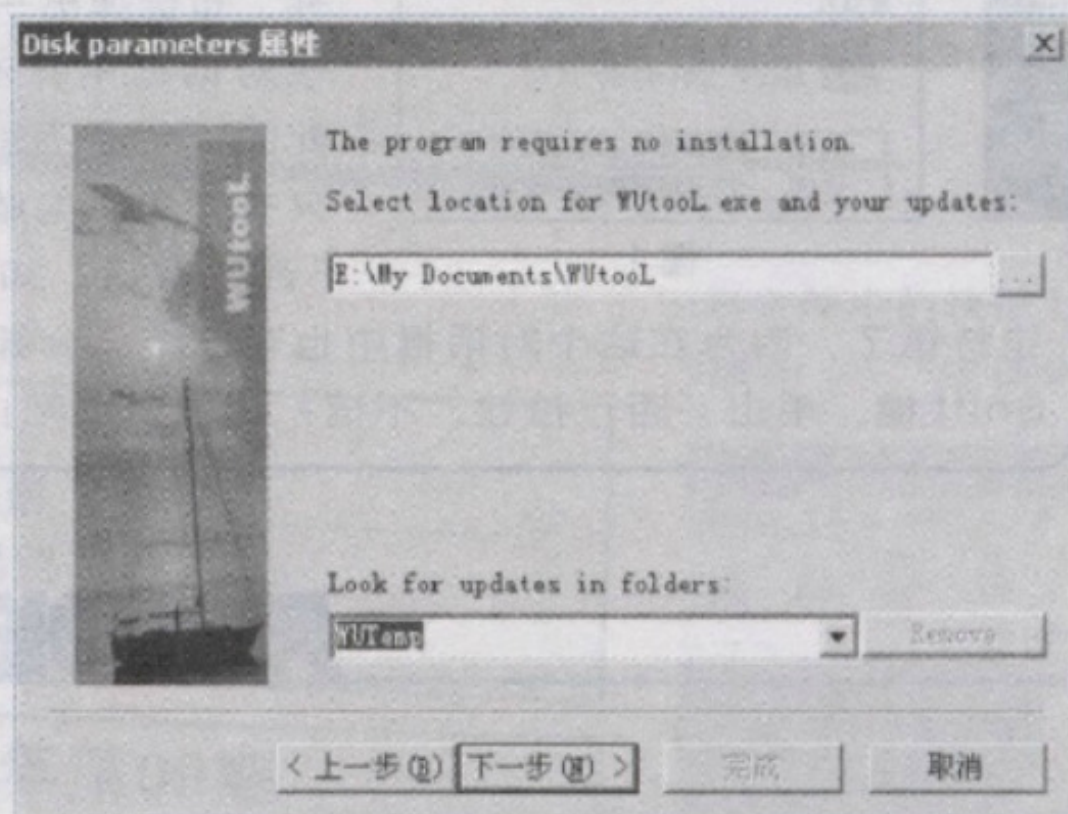 Disk parameters 属性
WUtooL
The program requires no installation.
Select location for WUtooL.exe and your updates:
E:\My Documents\WUtooL
...
Look for updates in folders:
WUTemp
Remove
< 上一步(B)
下一步(N) >
完成
取消